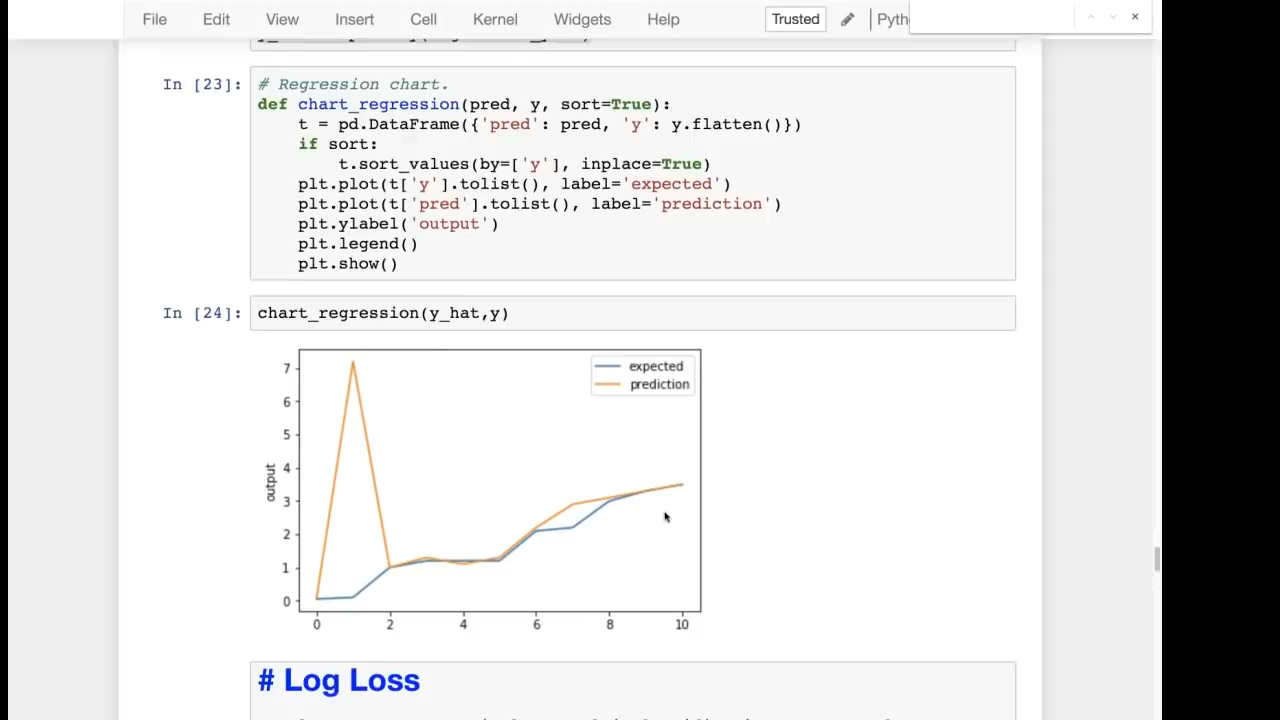 File Edit View Insert Cell Kernel Widgets Help Trusted
In [23]: # Regression chart.
def chart_regression(pred, y, sort=True):
t = pd.DataFrame({'pred': pred, 'y': y.flatten()})
if sort:
t.sort_values(by=['y'], inplace=True)
plt.plot(t['y'].tolist(), label='expected')
plt.plot(t['pred'].tolist(), label='prediction')
plt.ylabel('output')
plt.legend()
plt.show()
In [24]: chart_regression(y_hat,y)
expected
prediction
7
6
5
4
3
2
1
0
output
0 2 4 6 8 10
# Log Loss